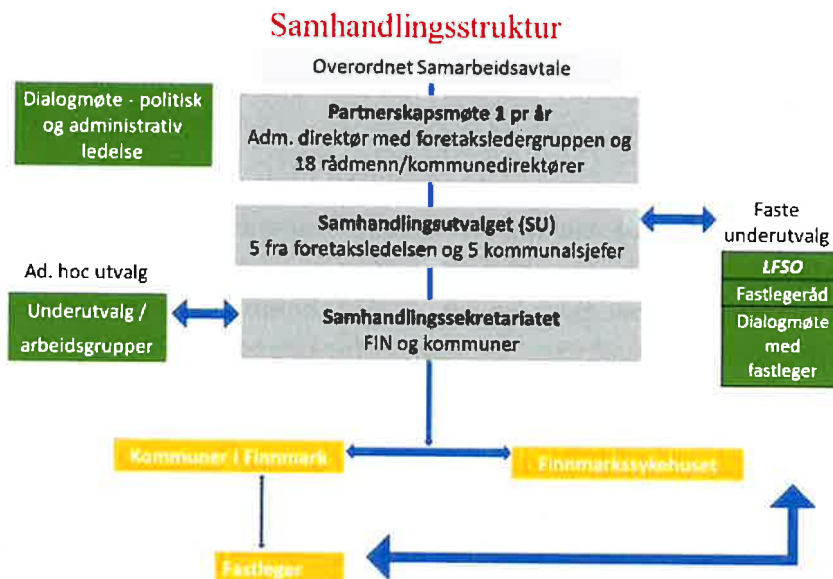 Samhandlingsstruktur
Overordnet Samarbeidsavtale
Dialogmøte - politisk
og administrativ
ledelse
Partnerskapsmøte 1 pr år
Adm. direktør med foretaksledergruppen og
18 rådmenn/kommunedirektører
Samhandlingsutvalget (SU)
5 fra foretaksledelsen og 5 kommunalsjefer
Faste
underutvalg
LFSO
Fastlegeråd
Dialogmøte
med
fastleger
Ad. hoc utvalg
Underutvalg /
arbeidsgrupper
Samhandlingssekretariatet
FIN og kommuner
Kommuner i Finnmark
Finnmarkssykehuset
Fastleger